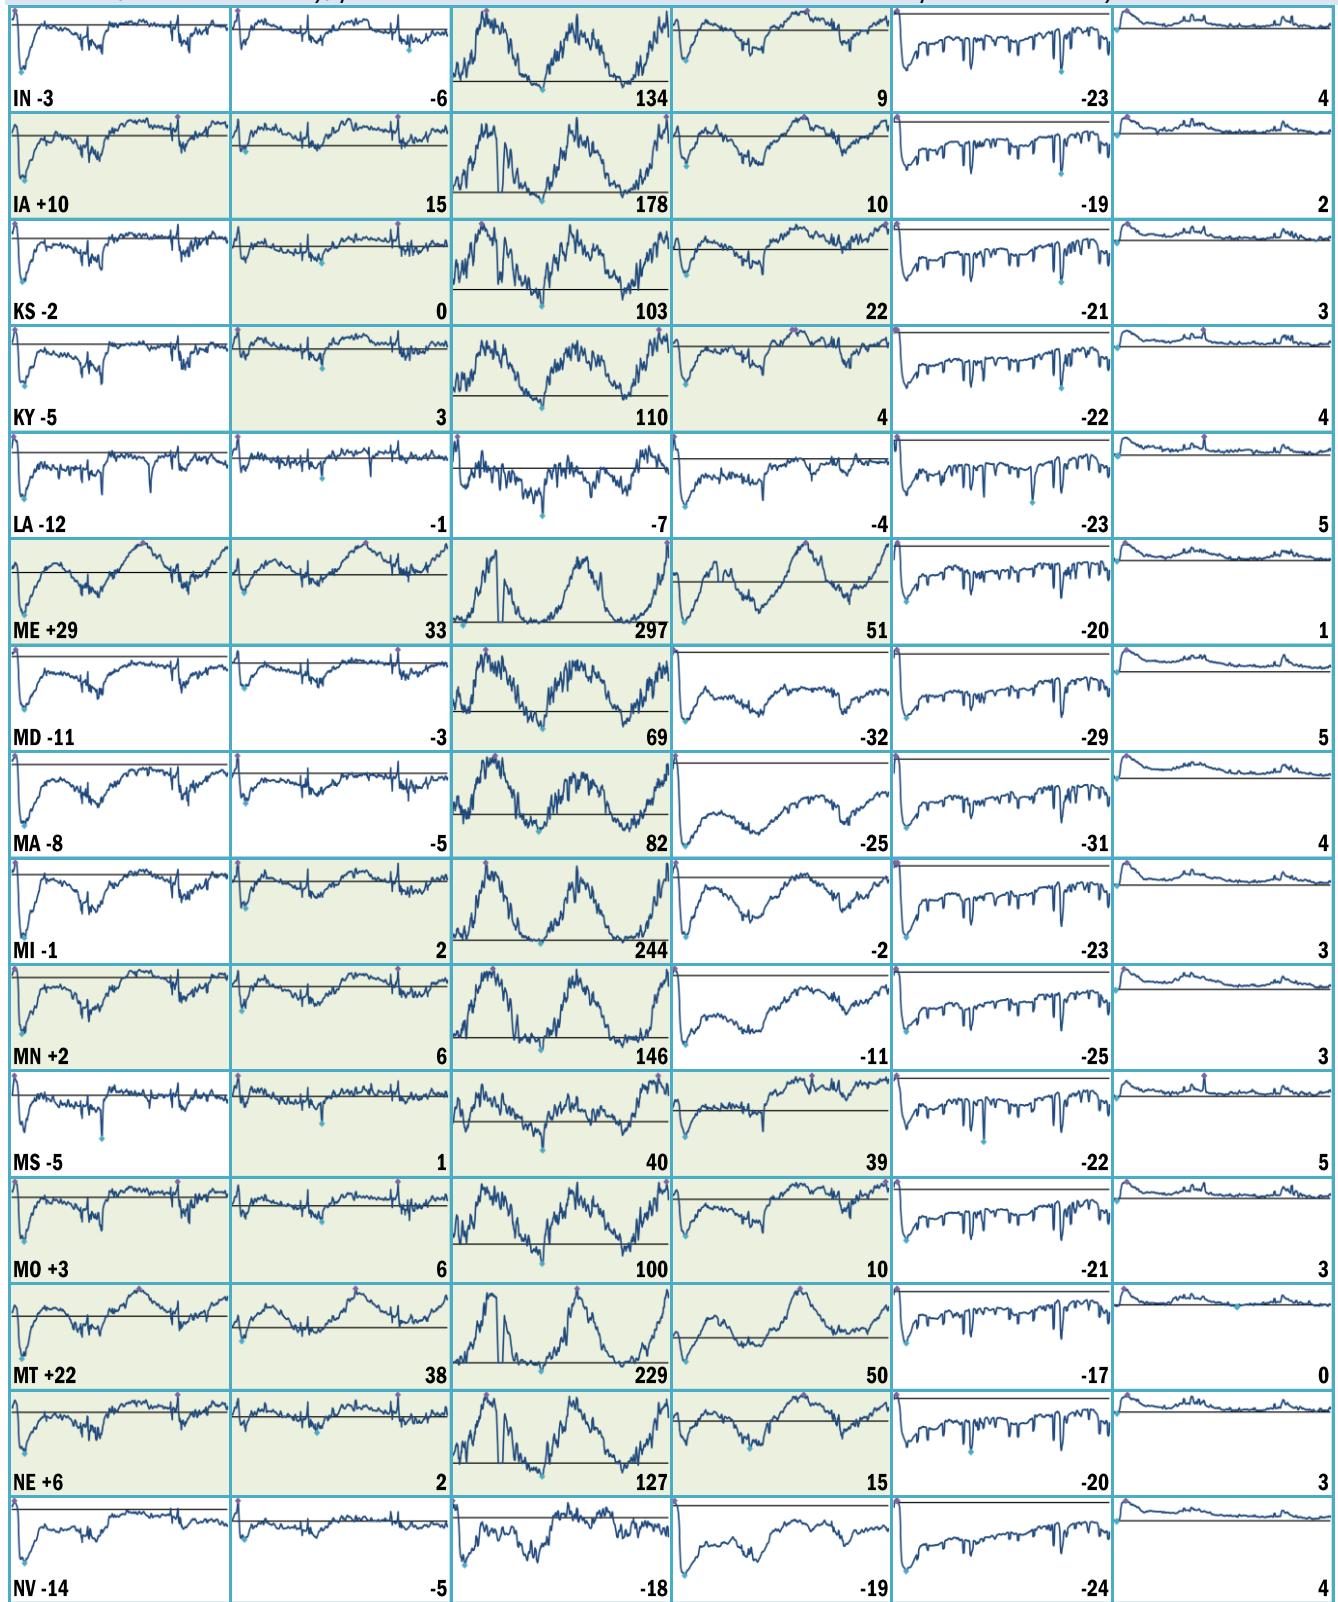 IN -3 -6 134 9 -23 4
IA +10 15 178 10 -19 2
KS -2 0 103 22 -21 3
KY -5 3 110 4 -22 4
LA -12 -1 -7 -4 -23 5
ME +29 33 297 51 -20 1
MD -11 -3 69 -32 -29 5
MA -8 -5 82 -25 -31 4
MI -1 2 244 -2 -23 3
MN +2 6 146 -11 -25 3
MS -5 1 40 39 -22 5
MO +3 6 100 10 -21 3
MT +22 38 229 50 -17 0
NE +6 2 127 15 -20 3
NV -14 -5 -18 -19 -24 4